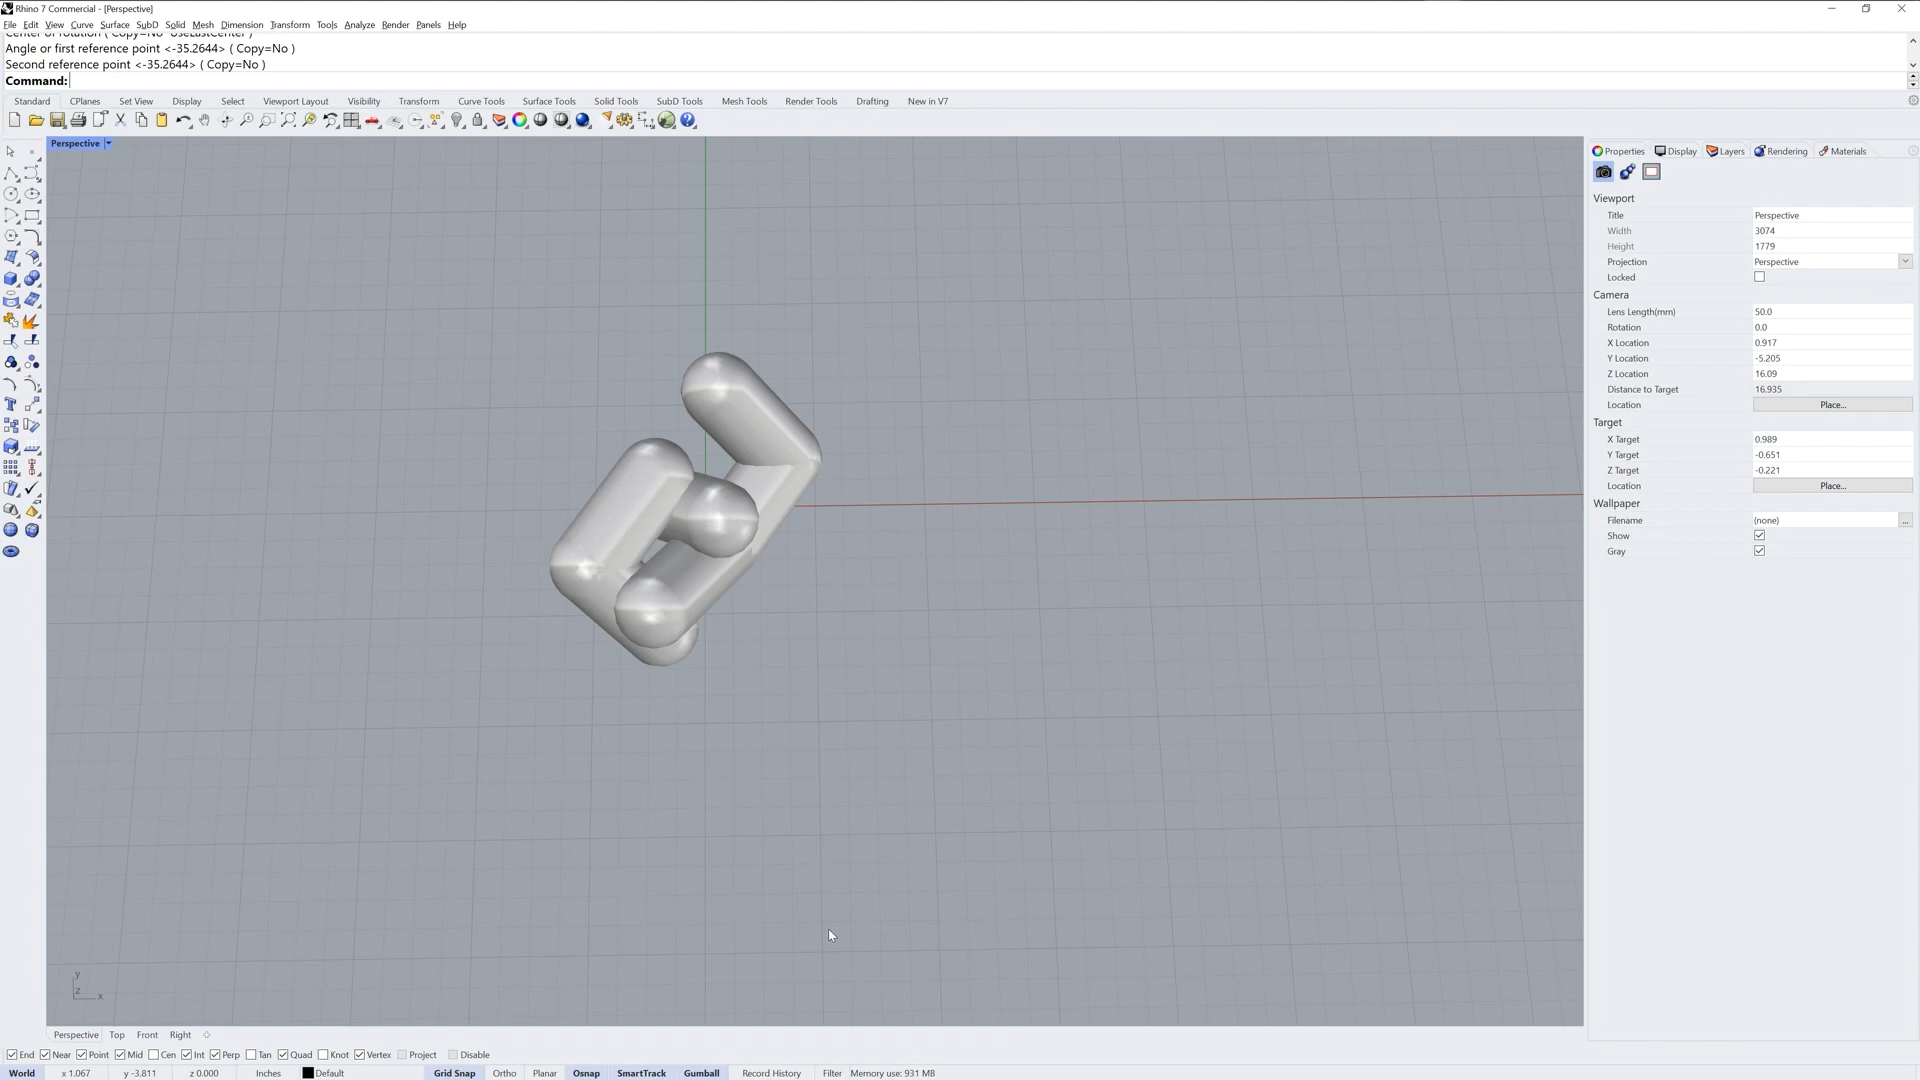 Rhino 7 Commercial - [Perspective]
File Edit View Curve Surface SubD Solid Mesh Dimension Transform Tools Analyze Render Panels Help
Center of rotation ( Copy=No UseLastCenter )
Angle or first reference point <-35.2644> ( Copy=No )
Second reference point <-35.2644> ( Copy=No )
Command:
Standard CPlanes Set View Display Select Viewport Layout Visibility Transform Curve Tools Surface Tools Solid Tools SubD Tools Mesh Tools Render Tools Drafting New in V7
Perspective
Properties Display Layers Rendering Materials
Viewport
Title Perspective
Width 3074
Height 1779
Projection Perspective
Locked
Camera
Lens Length(mm) 50.0
Rotation 0.0
X Location 0.917
Y Location -5.205
Z Location 16.09
Distance to Target 16.935
Location Place...
Target
X Target 0.989
Y Target -0.651
Z Target -0.221
Location Place...
Wallpaper
Filename (none) ...
Show
Gray
y
z x
Perspective Top Front Right
End Near Point Mid Cen Int Perp Tan Quad Knot Vertex Project Disable
World x 1.067 y -3.811 z 0.000 Inches Default Grid Snap Ortho Planar Osnap SmartTrack Gumball Record History Filter Memory use: 931 MB